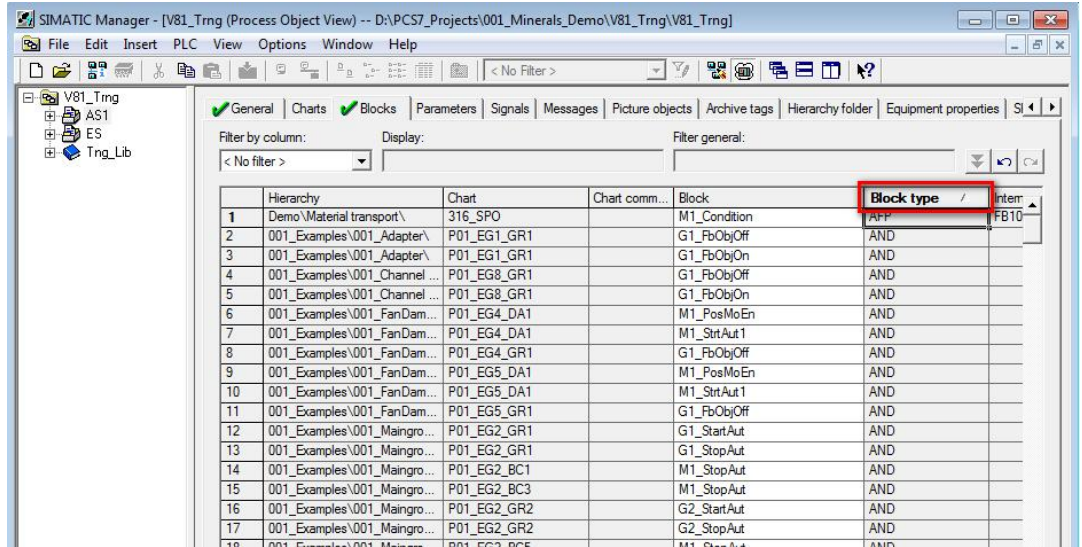 SIMATIC Manager - [V81_Trng (Process Object View) -- D:\PCS7_Projects\001_Minerals_Demo\V81_Trng\V81_Trng]
File Edit Insert PLC View Options Window Help
< No Filter >
V81_Trng
AS1
ES
Tng_Lib
General Charts Blocks Parameters Signals Messages Picture objects Archive tags Hierarchy folder Equipment properties
Filter by column: Display: Filter general:
< No filter >
Hierarchy Chart Chart comm... Block Block type
1 Demo\Material transport\ 316_SPO M1_Condition AFP FB10
2 001_Examples\001_Adapter\ P01_EG1_GR1 G1_FbObjOff AND
3 001_Examples\001_Adapter\ P01_EG1_GR1 G1_FbObjOn AND
4 001_Examples\001_Channel ... P01_EG8_GR1 G1_FbObjOff AND
5 001_Examples\001_Channel ... P01_EG8_GR1 G1_FbObjOn AND
6 001_Examples\001_FanDam... P01_EG4_DA1 M1_PosMoEn AND
7 001_Examples\001_FanDam... P01_EG4_DA1 M1_StrtAut1 AND
8 001_Examples\001_FanDam... P01_EG4_GR1 G1_FbObjOff AND
9 001_Examples\001_FanDam... P01_EG5_DA1 M1_PosMoEn AND
10 001_Examples\001_FanDam... P01_EG5_DA1 M1_StrtAut1 AND
11 001_Examples\001_FanDam... P01_EG5_GR1 G1_FbObjOff AND
12 001_Examples\001_Maingro... P01_EG2_GR1 G1_StartAut AND
13 001_Examples\001_Maingro... P01_EG2_GR1 G1_StopAut AND
14 001_Examples\001_Maingro... P01_EG2_BC1 M1_StopAut AND
15 001_Examples\001_Maingro... P01_EG2_BC3 M1_StopAut AND
16 001_Examples\001_Maingro... P01_EG2_GR2 G2_StartAut AND
17 001_Examples\001_Maingro... P01_EG2_GR2 G2_StopAut AND